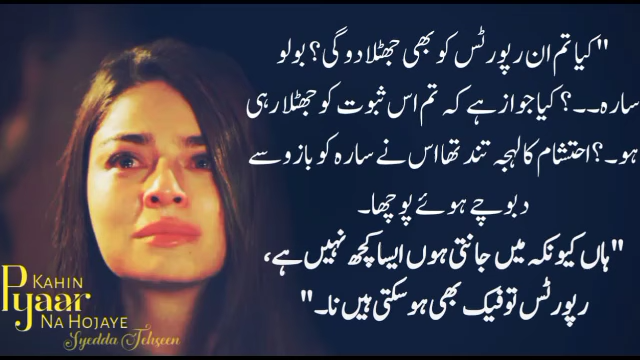 "کیا تم ان رپورٹس کو بھی جھٹلا دو گی؟ بولو
سارہ۔۔؟ کیا جواز ہے کہ تم اس ثبوت کو جھٹلا رہی
ہو۔؟ احتشام کا لہجہ تند تھا اس نے سارہ کو بازو سے
دبوچے ہوئے پوچھا۔
"ہاں کیونکہ میں جانتی ہوں ایسا کچھ نہیں ہے،
رپورٹس تو فیک بھی ہو سکتی ہیں نا۔"
KAHIN
Pyaar
NA HOJAYE
Syedda Tehseen